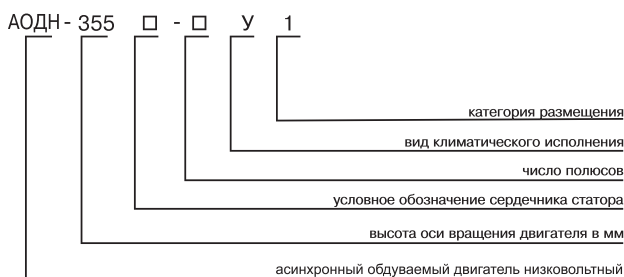 АОДН-355 □ - □ У 1
категория размещения
вид климатического исполнения
число полюсов
условное обозначение сердечника статора
высота оси вращения двигателя в мм
асинхронный обдуваемый двигатель низковольтный